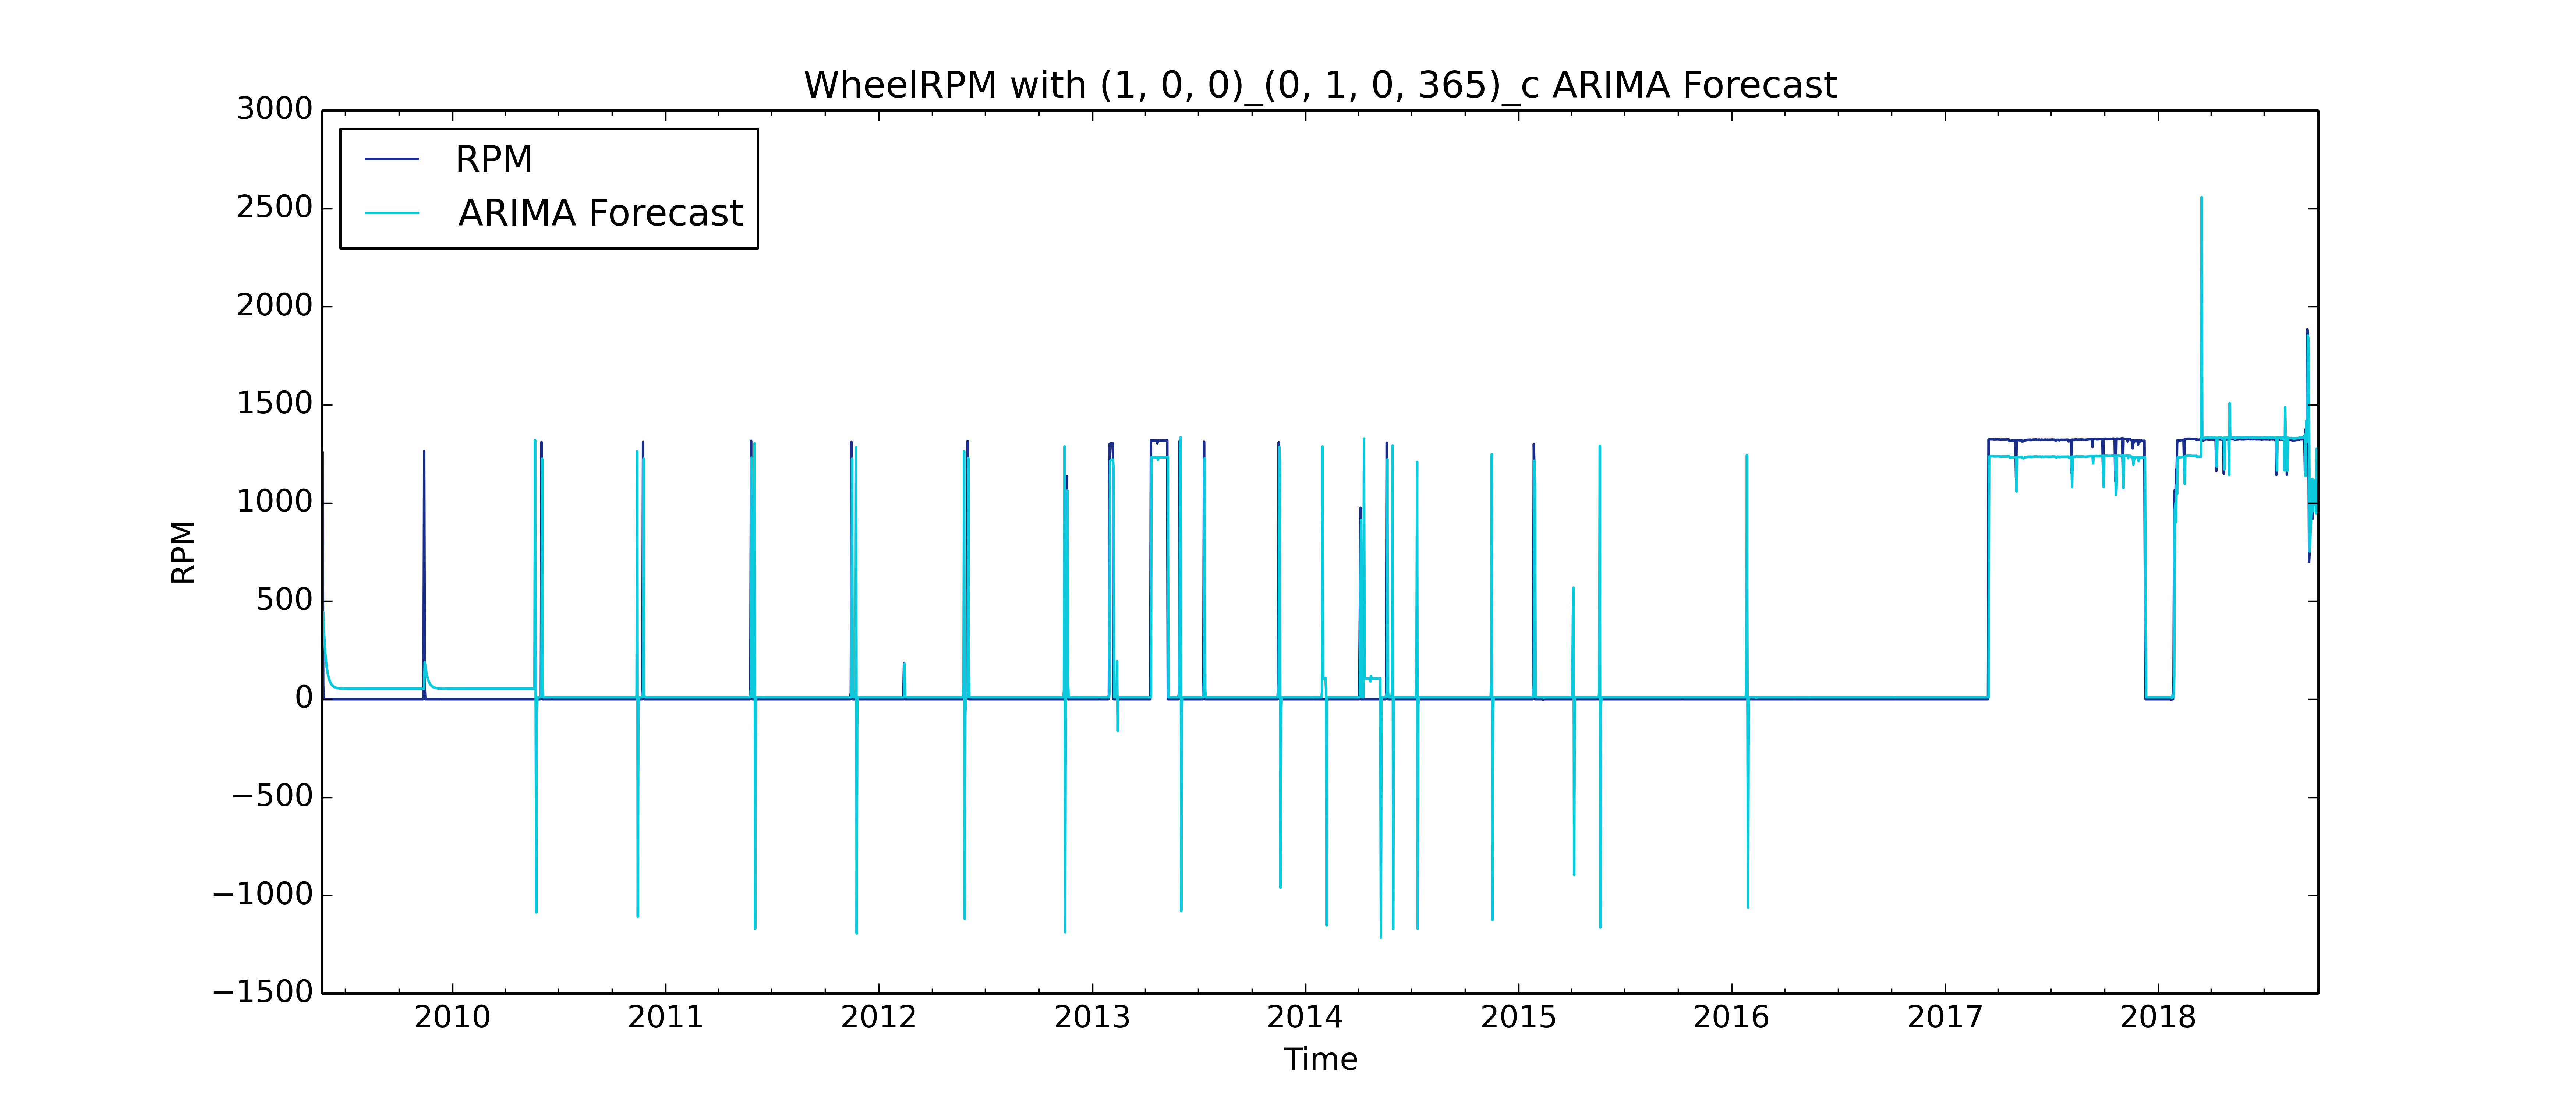 WheelRPM with (1, 0, 0)_(0, 1, 0, 365)_c ARIMA Forecast
3000
2500
2000
1500
1000
500
0
−500
−1000
−1500
RPM
RPM
ARIMA Forecast
2010 2011 2012 2013 2014 2015 2016 2017 2018
Time